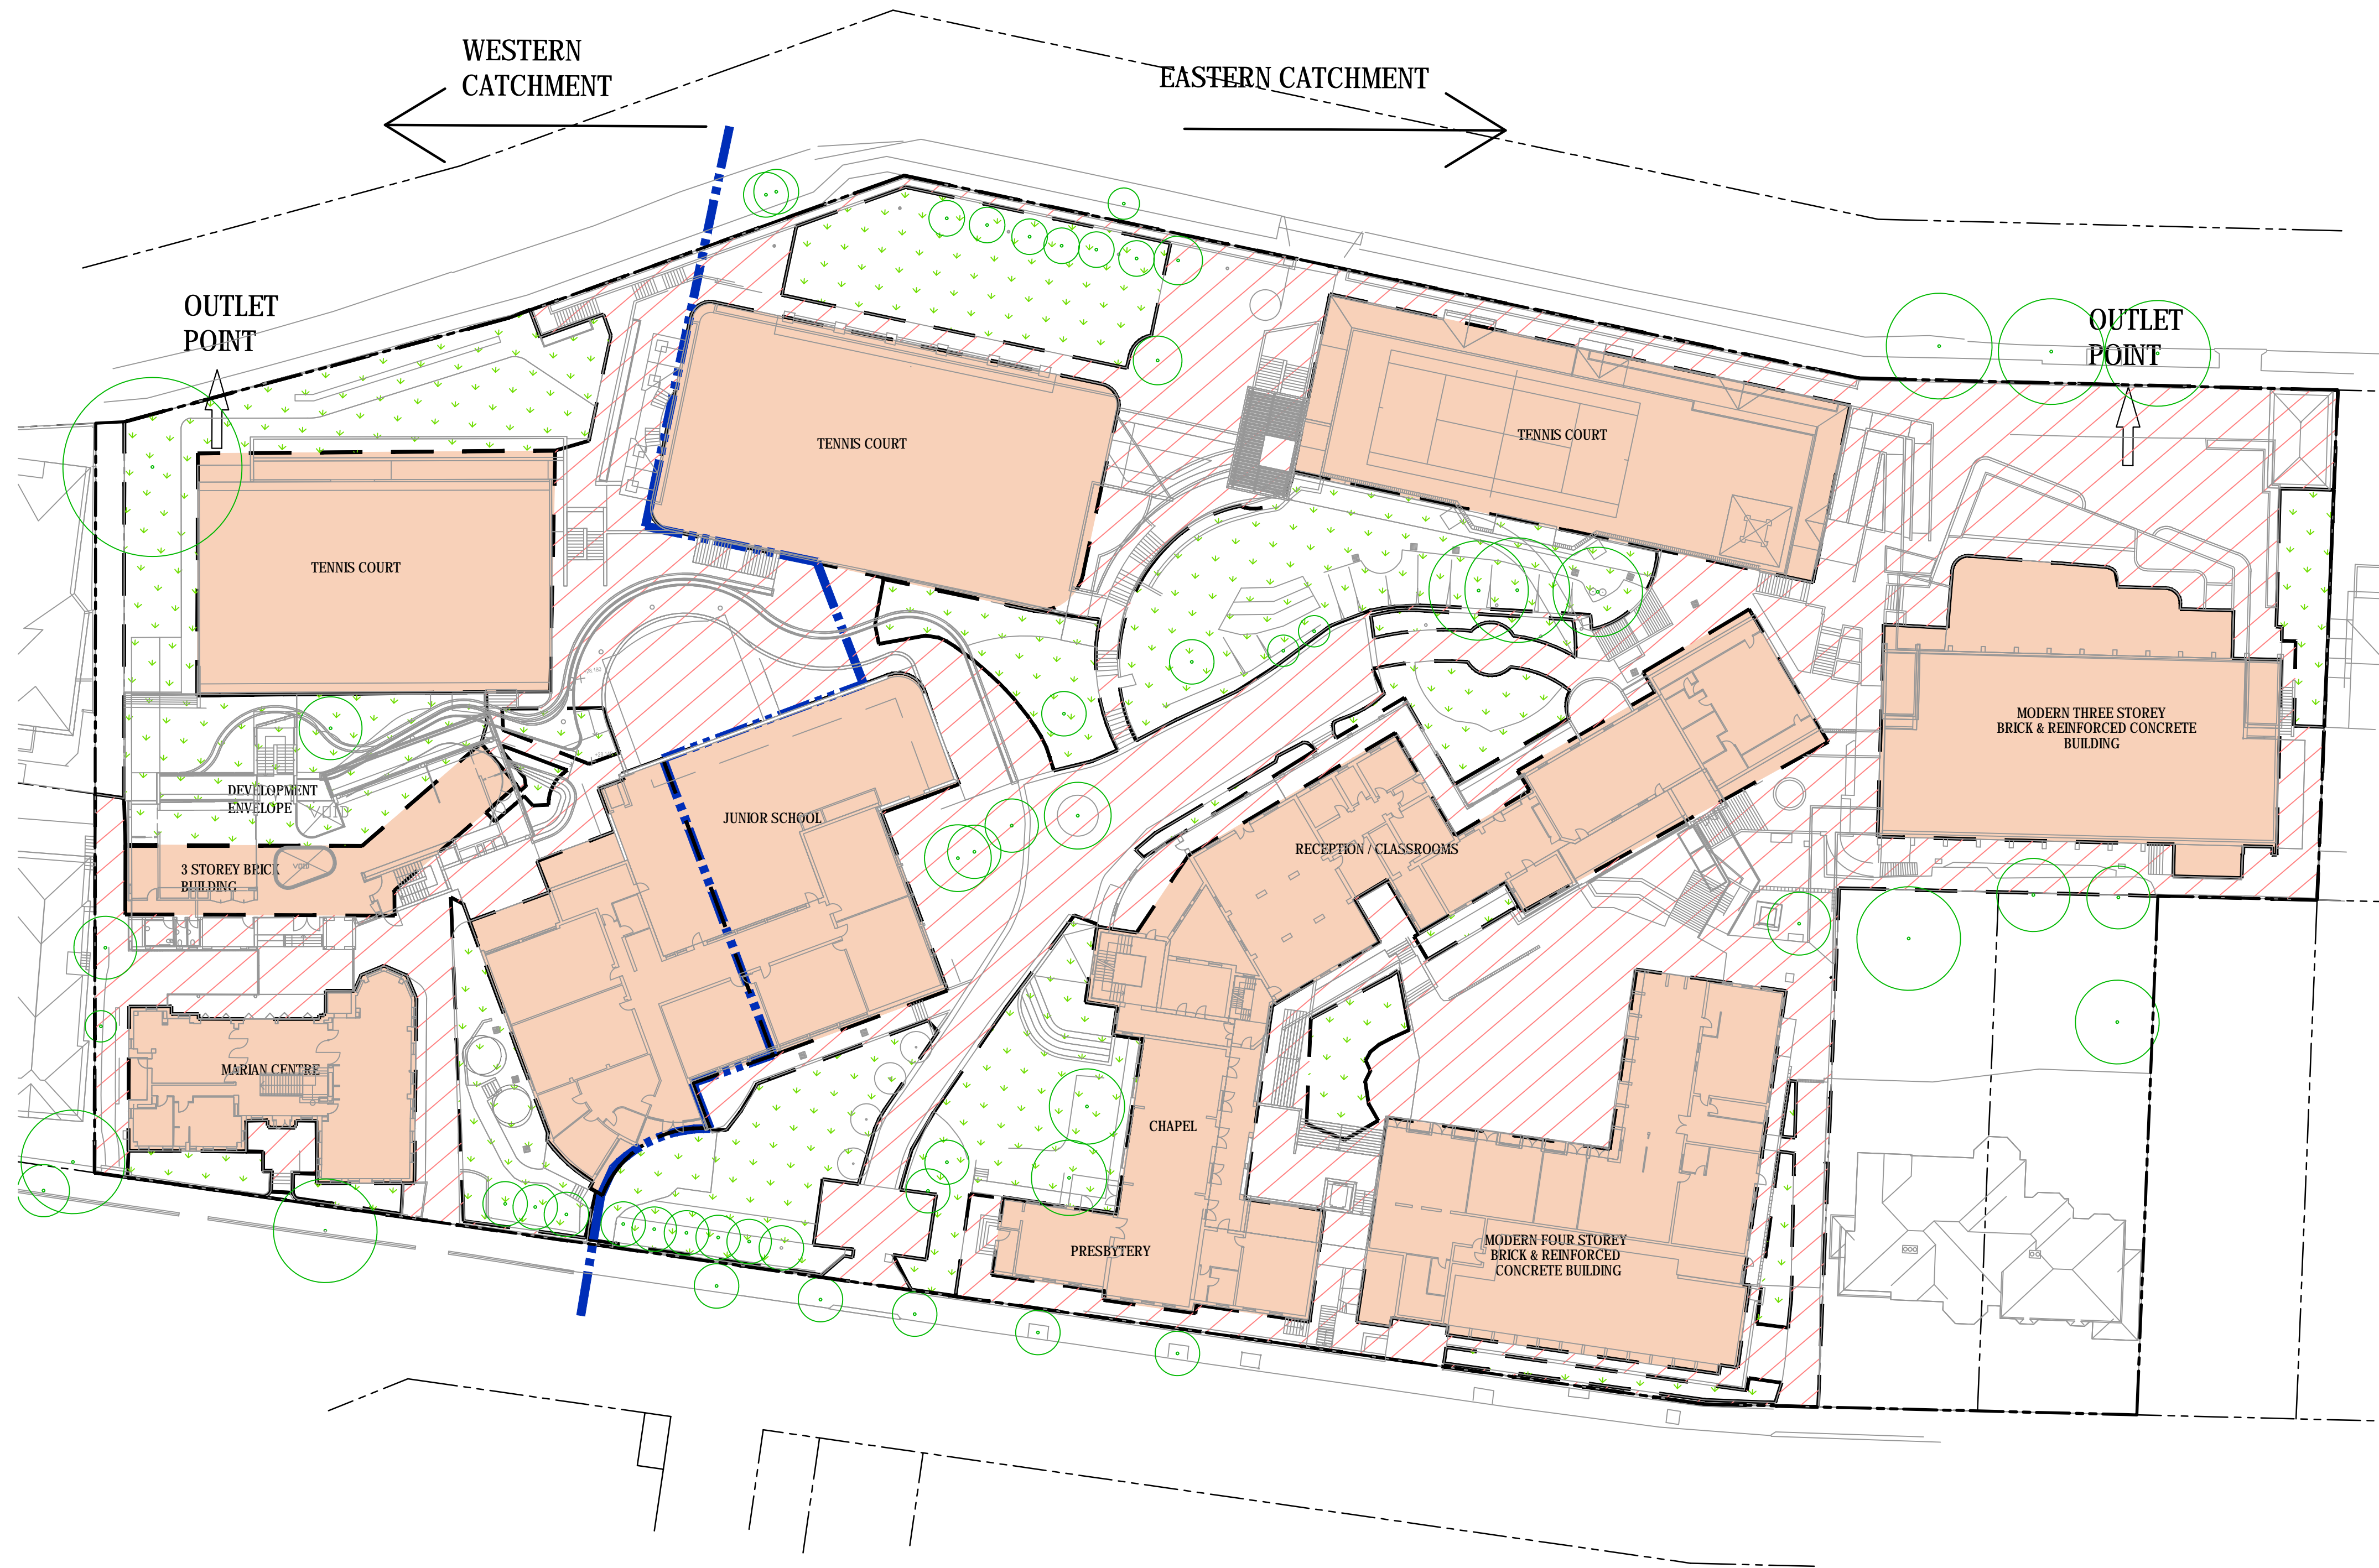 WESTERN
CATCHMENT
EASTERN CATCHMENT
OUTLET
POINT
OUTLET
POINT
TENNIS COURT
TENNIS COURT
TENNIS COURT
MODERN THREE STOREY
BRICK & REINFORCED CONCRETE
BUILDING
DEVELOPMENT
ENVELOPE
VOID
JUNIOR SCHOOL
RECEPTION / CLASSROOMS
3 STOREY BRICK
BUILDING
VOID
MARIAN CENTRE
CHAPEL
PRESBYTERY
MODERN FOUR STOREY
BRICK & REINFORCED
CONCRETE BUILDING